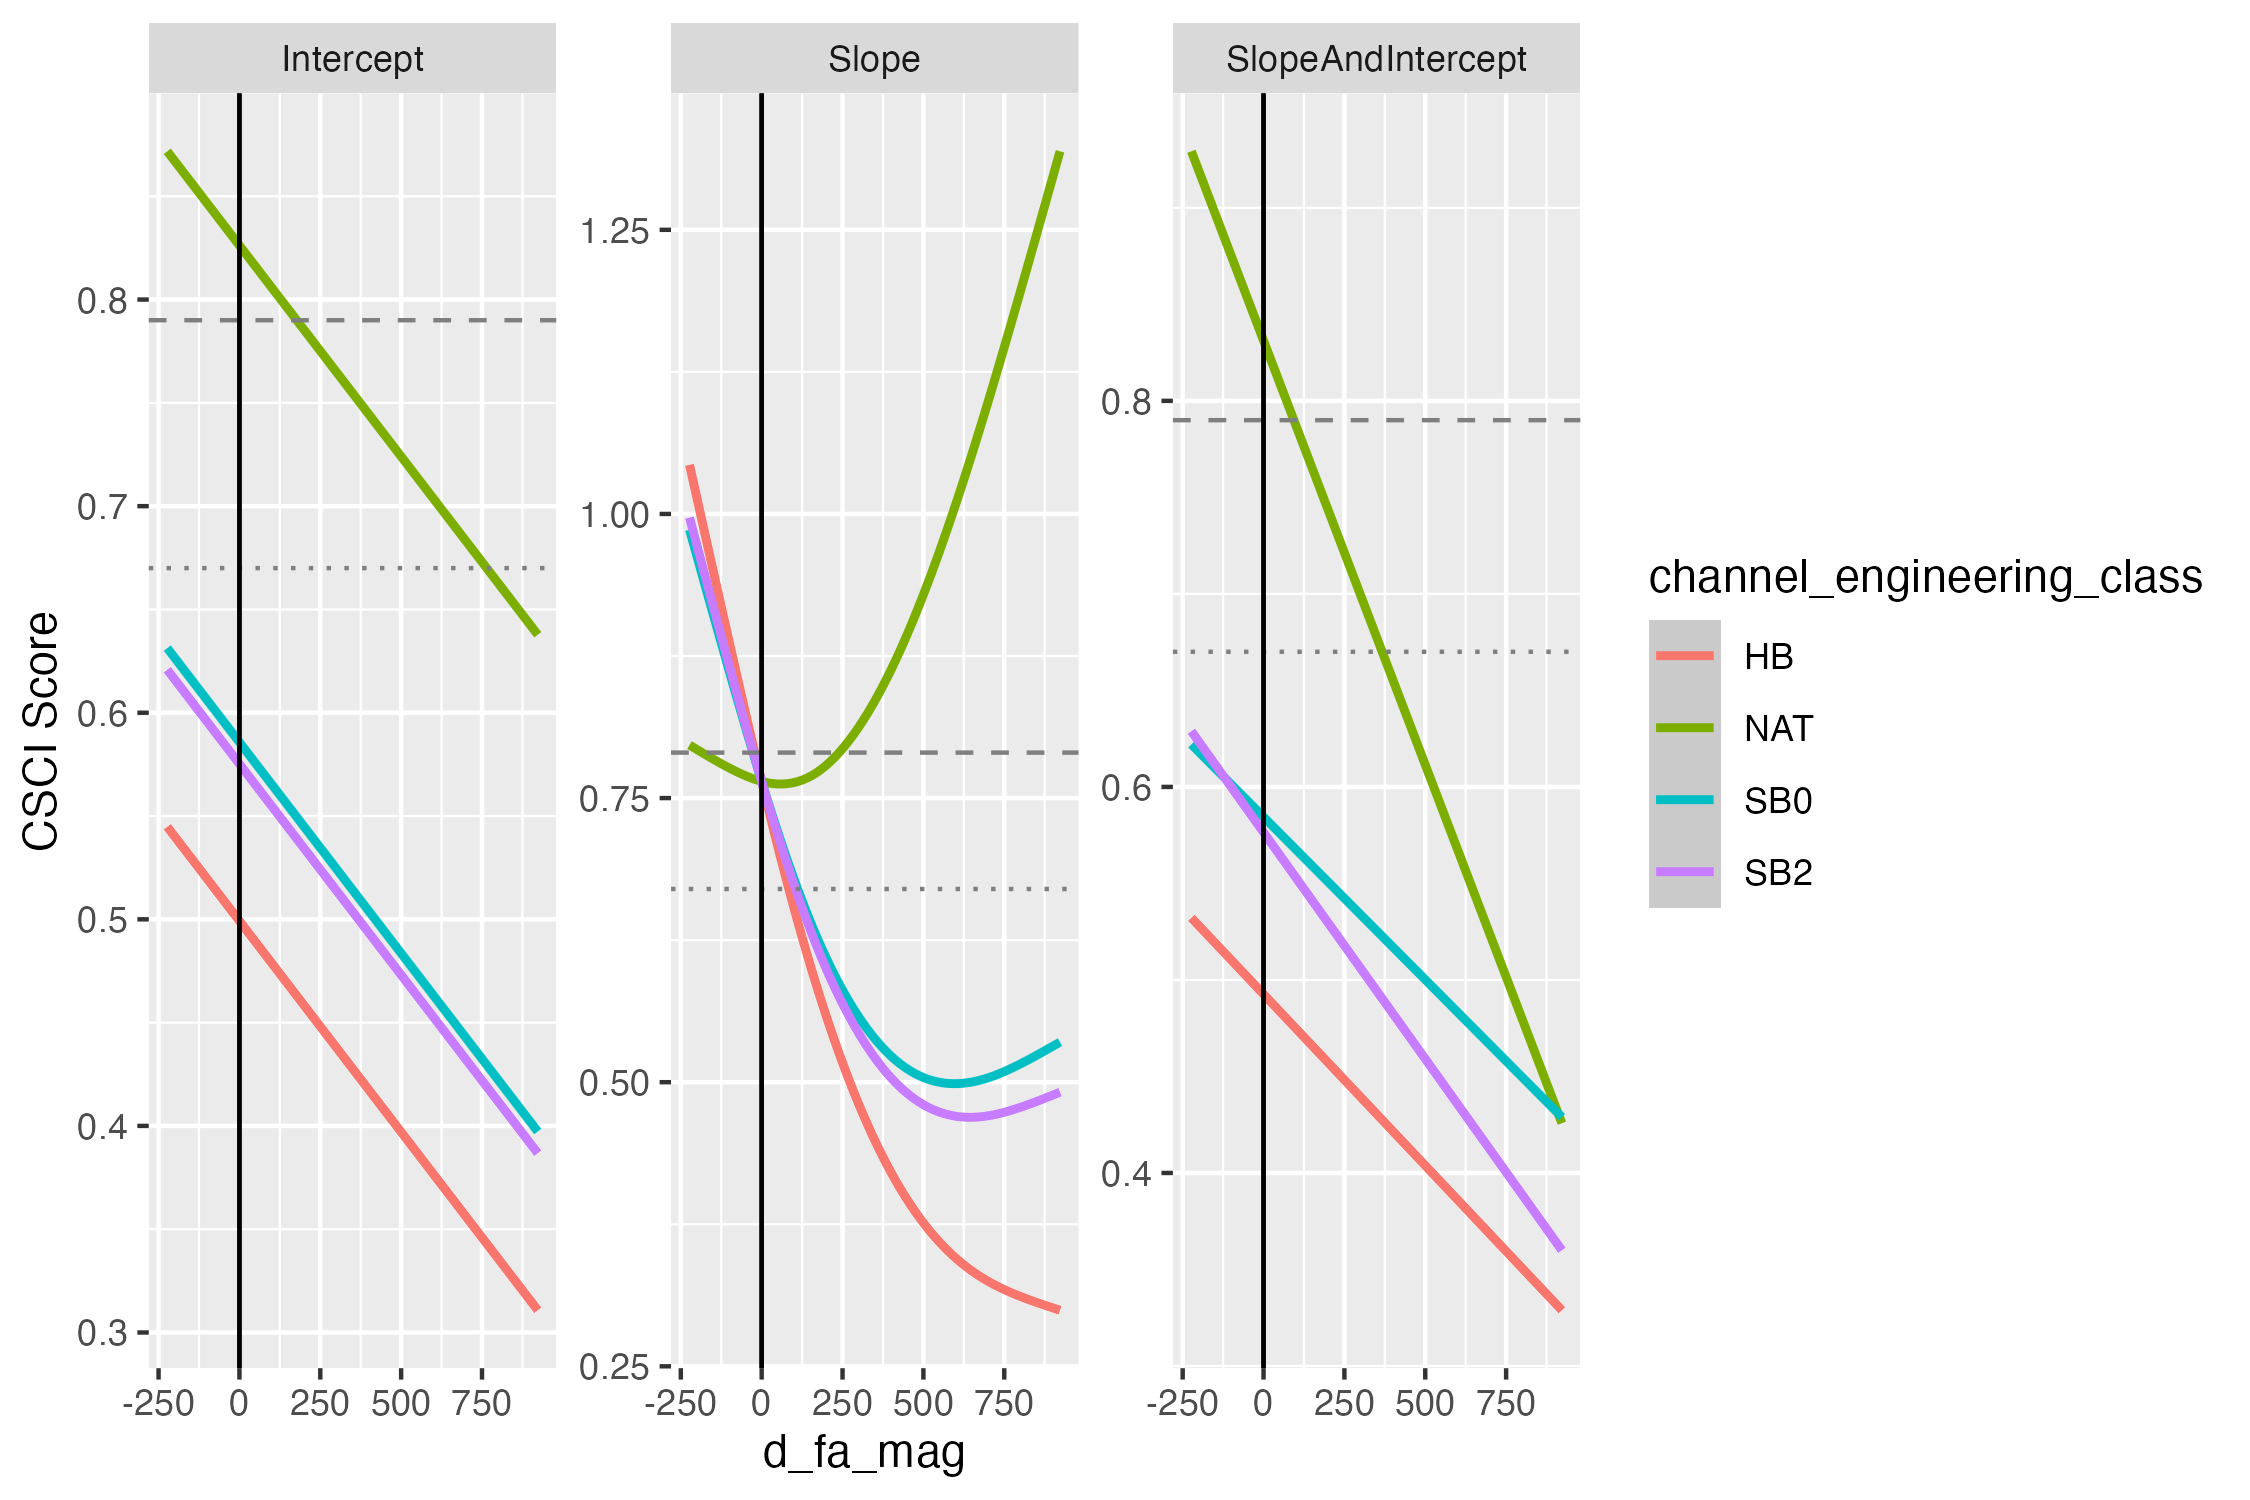 Intercept
Slope
SlopeAndIntercept
CSCI Score
0.8
0.7
0.6
0.5
0.4
0.3
1.25
1.00
0.75
0.50
0.25
0.8
0.6
0.4
-250 0 250 500 750
-250 0 250 500 750
-250 0 250 500 750
d_fa_mag
channel_engineering_class
HB
NAT
SB0
SB2